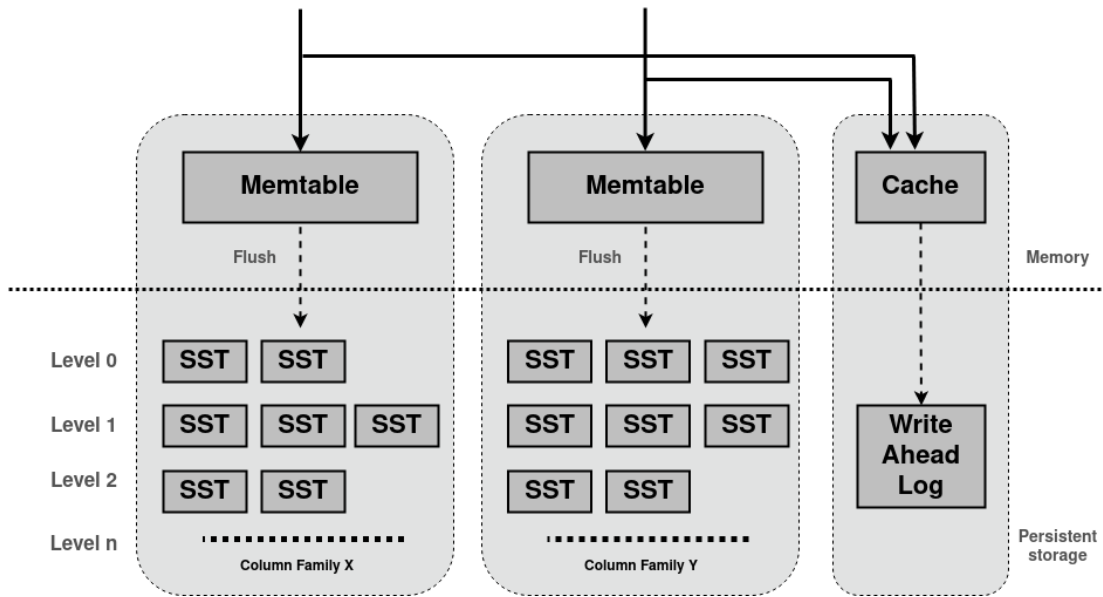 Memtable
Memtable
Cache
Flush
Flush
Memory
Level 0
SST
SST
SST
SST
SST
Level 1
SST
SST
SST
SST
SST
SST
Write
Ahead
Log
Level 2
SST
SST
SST
SST
Level n
Persistent
storage
Column Family X
Column Family Y